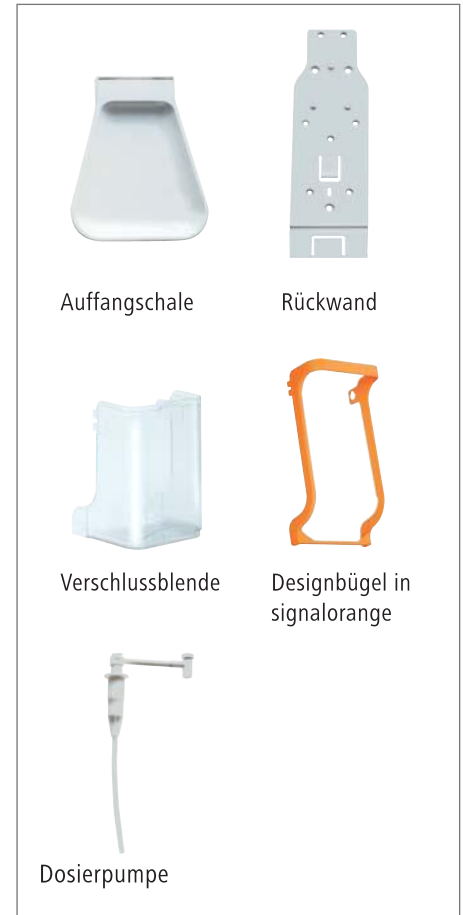 Auffangschale
Rückwand
Verschlussblende
Designbügel in
signalorange
Dosierpumpe